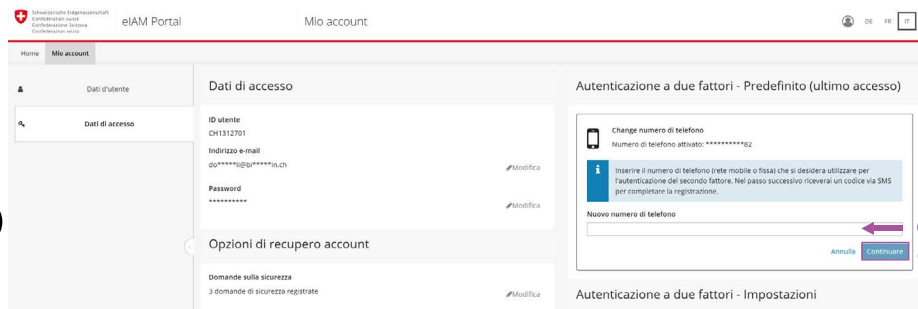 Schweizerische Eidgenossenschaft
Confédération suisse
Confederazione Svizzera
Confederaziun svizra
eIAM Portal
Mio account
DE FR IT
Home Mio account
Dati d'utente
Dati di accesso
Dati di accesso
ID utente
CH1312701
Indirizzo e-mail
do*****li@bl*****in.ch
Modifica
Password
**********
Modifica
Opzioni di recupero account
Domande sulla sicurezza
3 domande di sicurezza registrate
Modifica
Autenticazione a due fattori - Predefinito (ultimo accesso)
Change numero di telefono
Numero di telefono attivato: **********82
Inserire il numero di telefono (rete mobile o fissa) che si desidera utilizzare per
l'autenticazione del secondo fattore. Nel passo successivo riceverai un codice via SMS
per completare la registrazione.
Nuovo numero di telefono
Annulla Continuare
Autenticazione a due fattori - Impostazioni